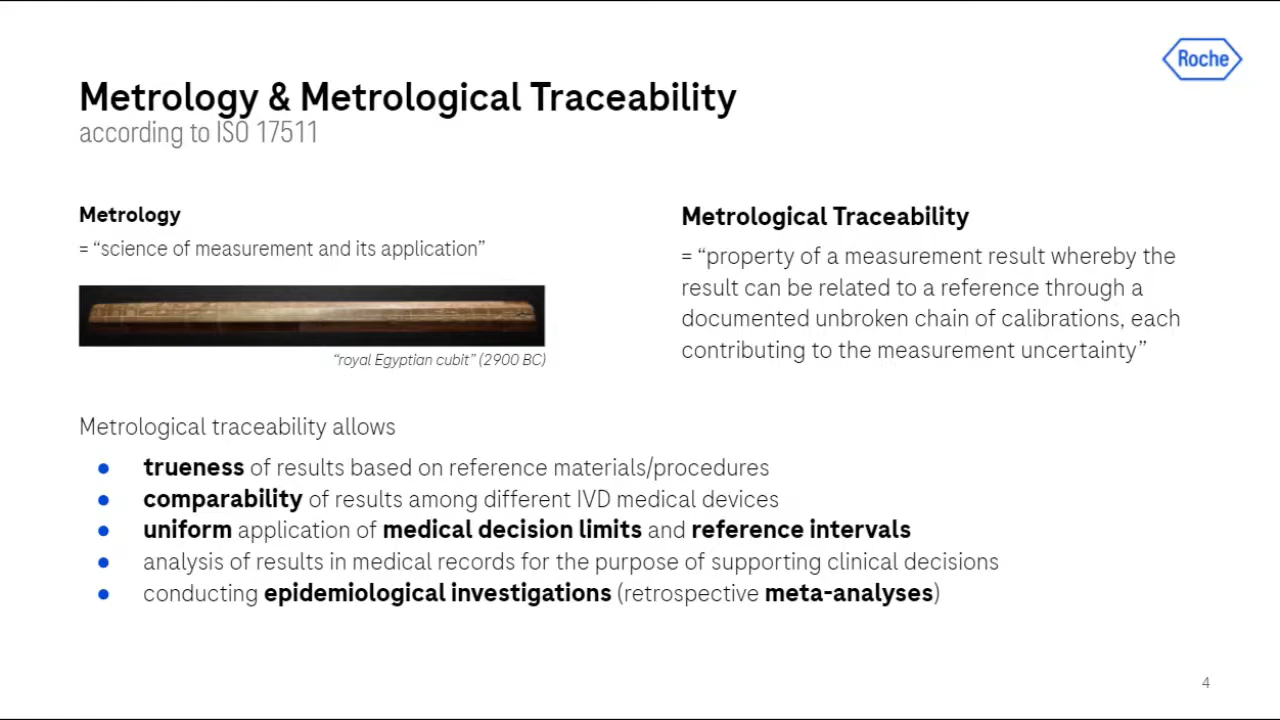 Roche
Metrology & Metrological Traceability
according to ISO 17511
Metrology
= “science of measurement and its application”
“royal Egyptian cubit” (2900 BC)
Metrological Traceability
= “property of a measurement result whereby the
result can be related to a reference through a
documented unbroken chain of calibrations, each
contributing to the measurement uncertainty”
Metrological traceability allows
● trueness of results based on reference materials/procedures
● comparability of results among different IVD medical devices
● uniform application of medical decision limits and reference intervals
● analysis of results in medical records for the purpose of supporting clinical decisions
● conducting epidemiological investigations (retrospective meta-analyses)
4